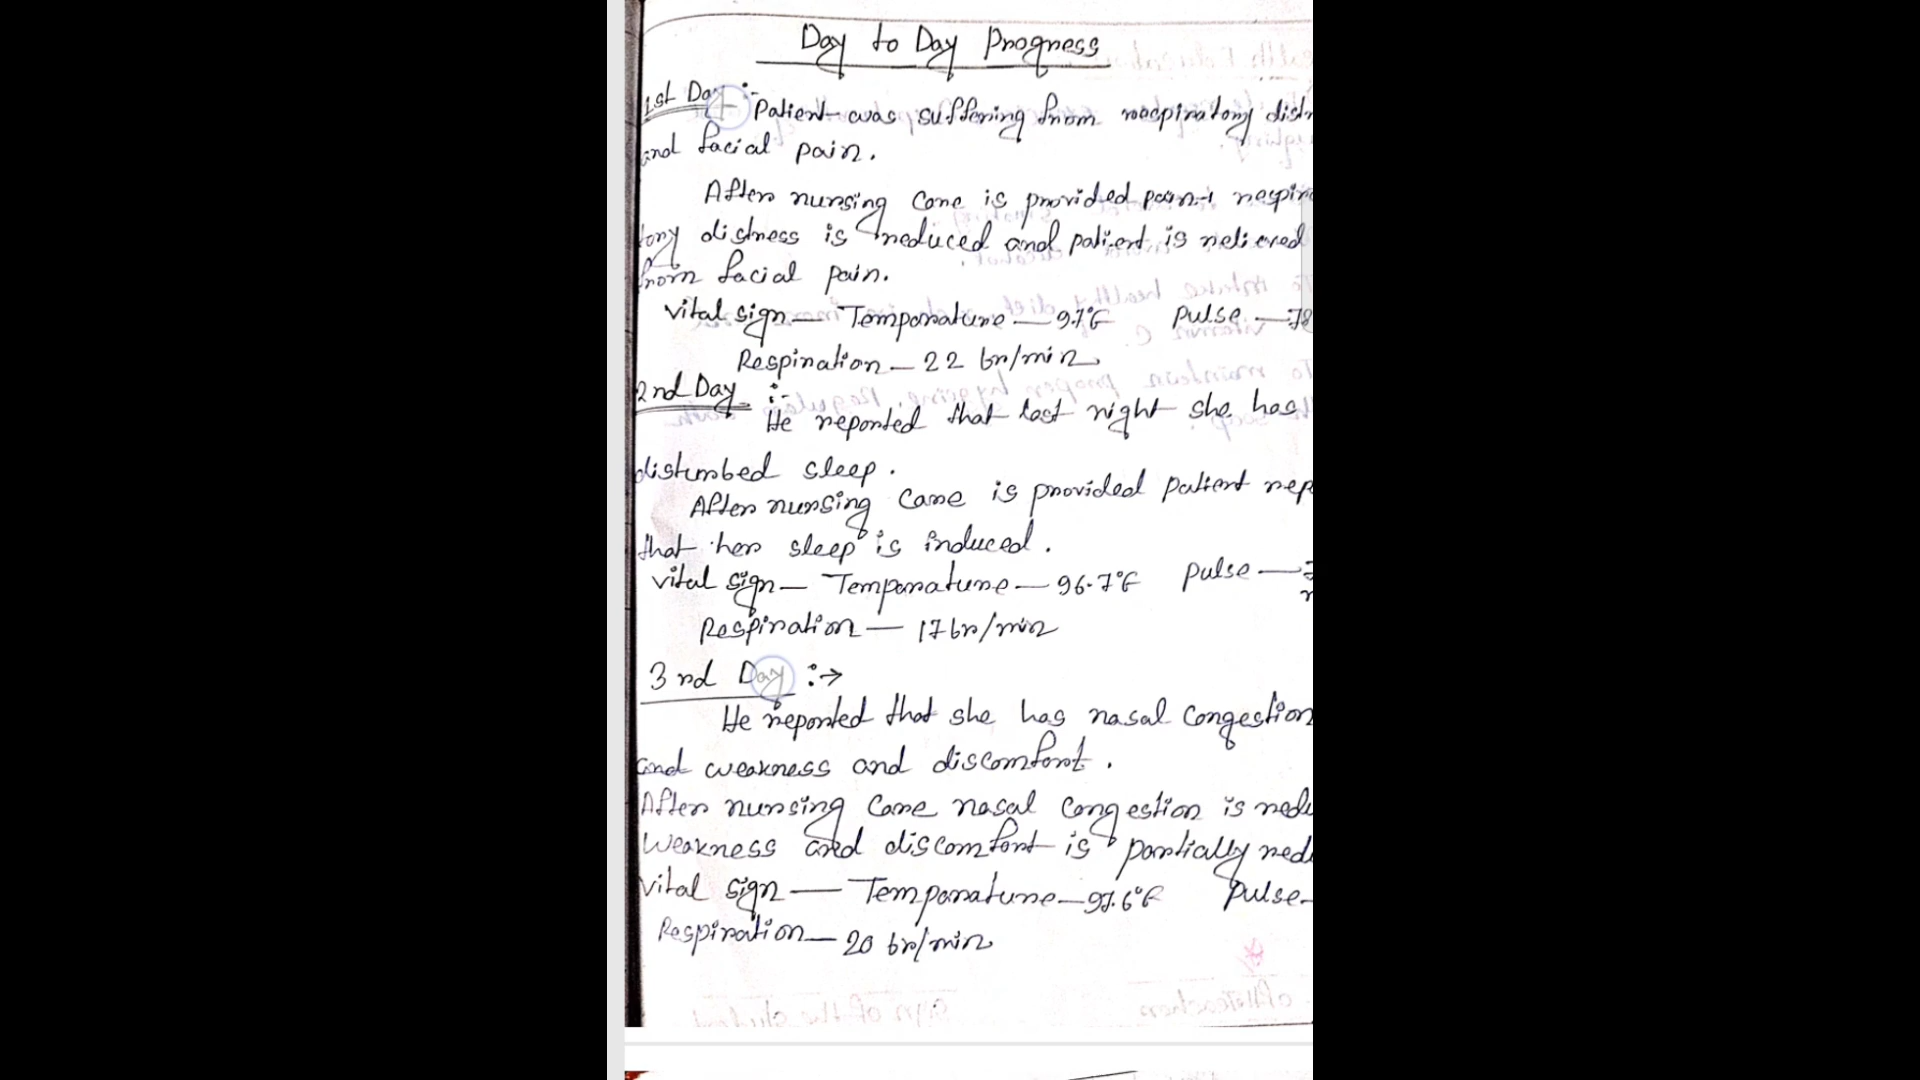 Day to Day Progress
1st Day :- Patient was suffering from respiratory distr
and facial pain.
After nursing care is provided respira
tory distress is reduced and patient is relieved
from facial pain.
Vital sign — Temperature — 97°F Pulse — 78
Respiration — 22 br/min
2nd Day :-
He reported that last night she has
disturbed sleep.
After nursing care is provided patient rep
that her sleep is induced.
Vital sign — Temperature — 96.7°F Pulse —
Respiration — 17 br/min
3rd Day :→
He reported that she has nasal congestion
and weakness and discomfort.
After nursing care nasal congestion is redu
weakness and discomfort is partially redu
Vital sign — Temperature — 97.6°F Pulse-
Respiration — 20 br/min